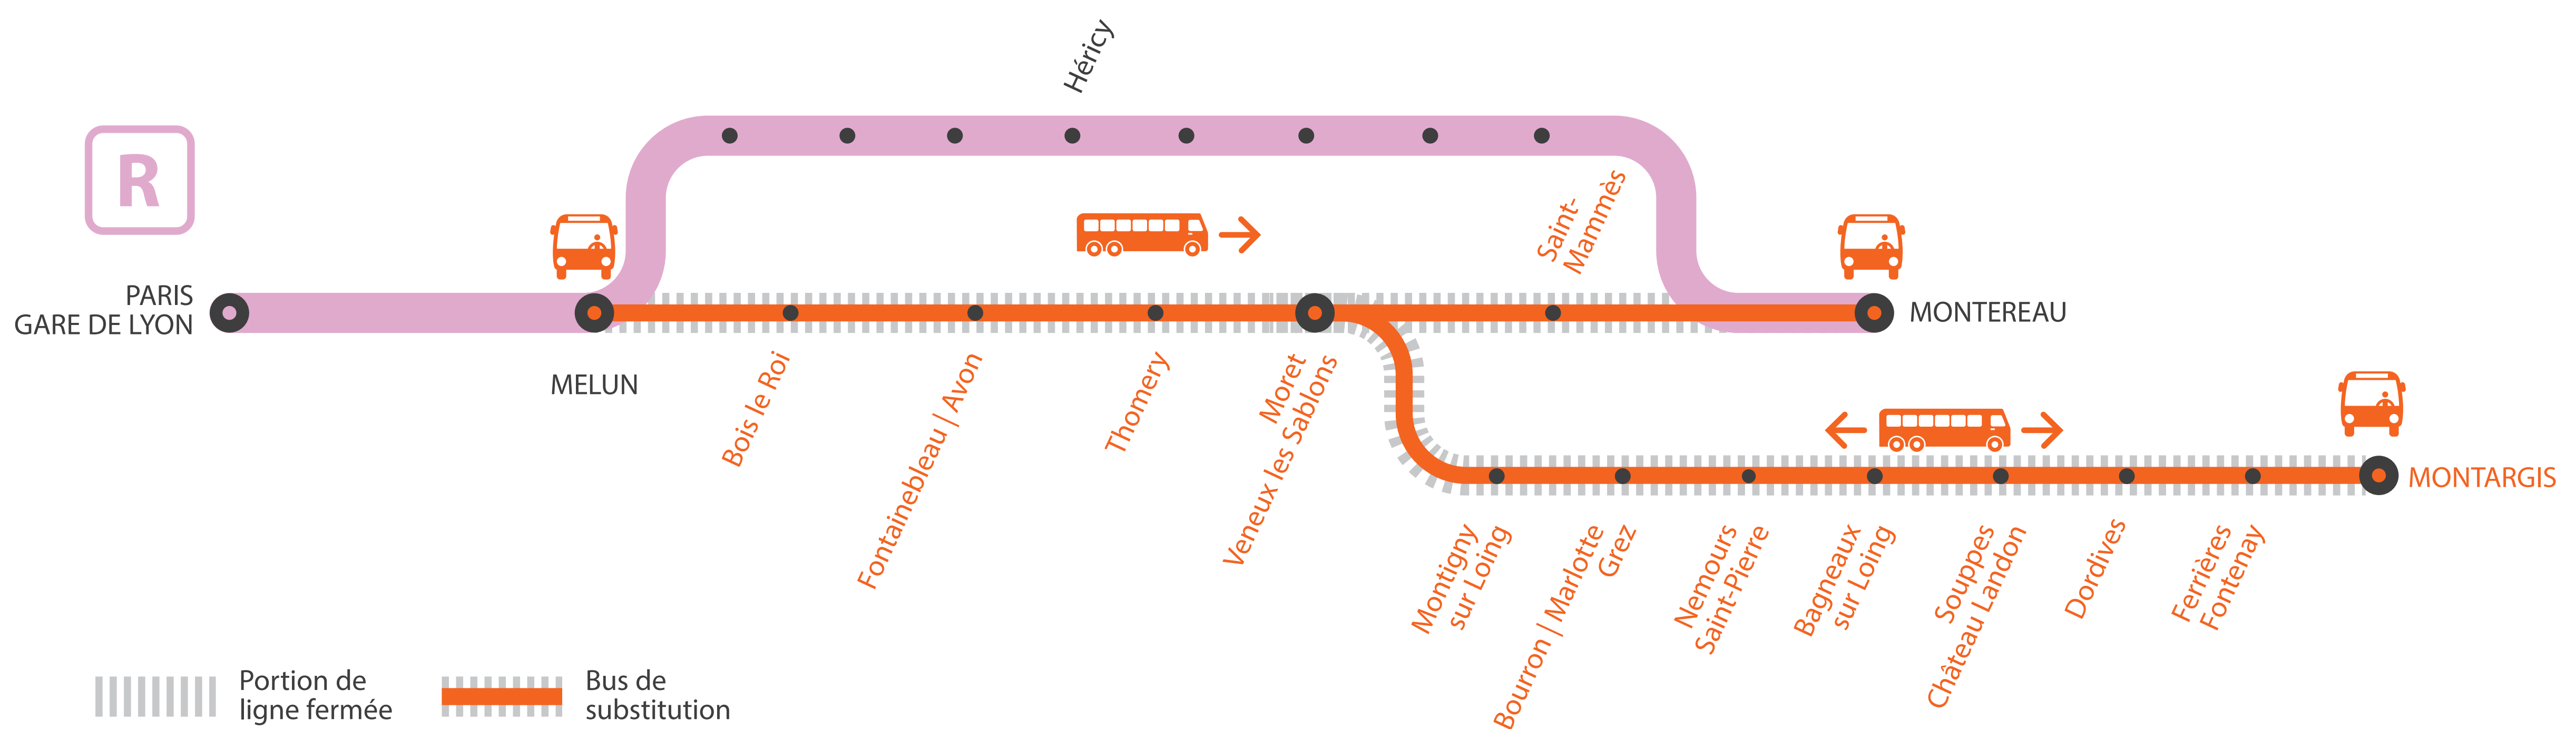 Héricy
R
PARIS
GARE DE LYON
MELUN
Saint-
Mammès
MONTEREAU
Bois le Roi
Fontainebleau | Avon
Thomery
Moret
Veneux les Sablons
MONTARGIS
Montigny
sur Loing
Bourron | Marlotte
Grez
Nemours
Saint-Pierre
Bagneaux
sur Loing
Souppes
Château Landon
Dordives
Ferrières
Fontenay
Portion de
ligne fermée
Bus de
substitution